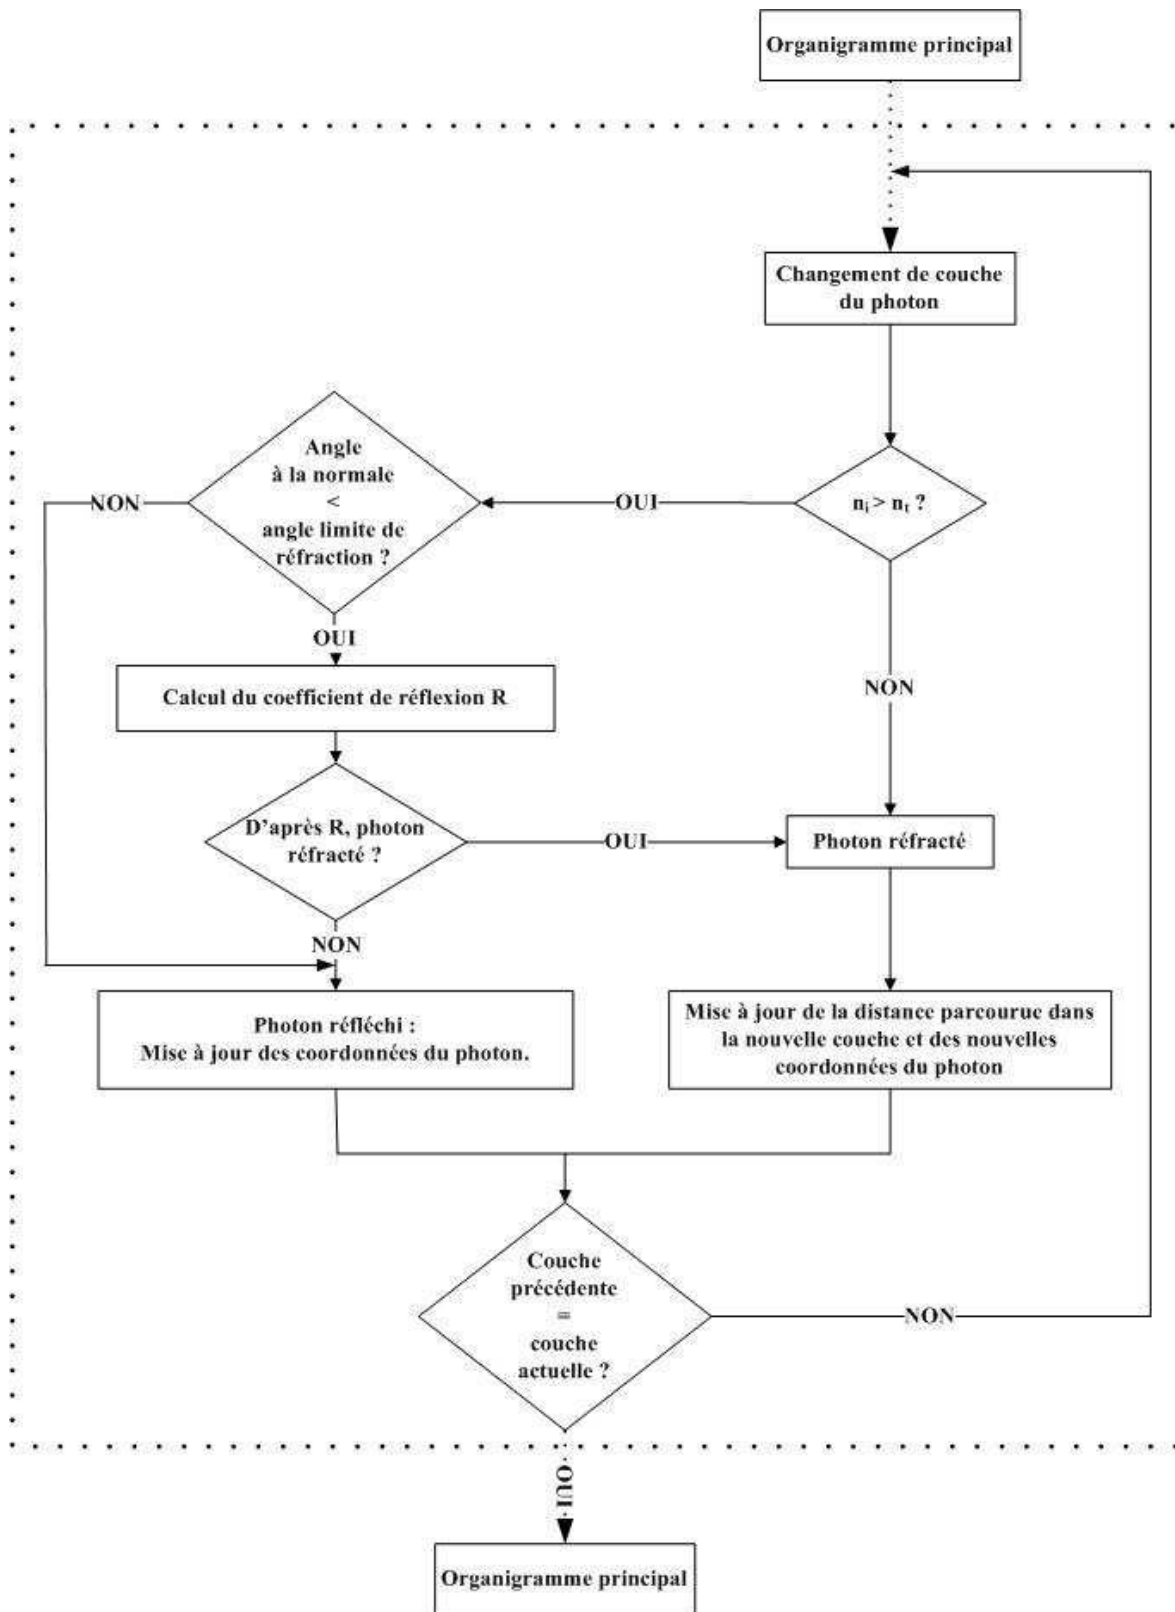 Organigramme principal
Changement de couche
du photon
Angle
à la normale
<
angle limite de
réfraction ?
NON
OUI
nᵢ > nₜ ?
OUI
Calcul du coefficient de réflexion R
NON
D'après R, photon
réfracté ?
OUI
Photon réfracté
NON
Photon réfléchi :
Mise à jour des coordonnées du photon.
Mise à jour de la distance parcourue dans
la nouvelle couche et des nouvelles
coordonnées du photon
Couche
précédente
=
couche
actuelle ?
NON
OUI
Organigramme principal